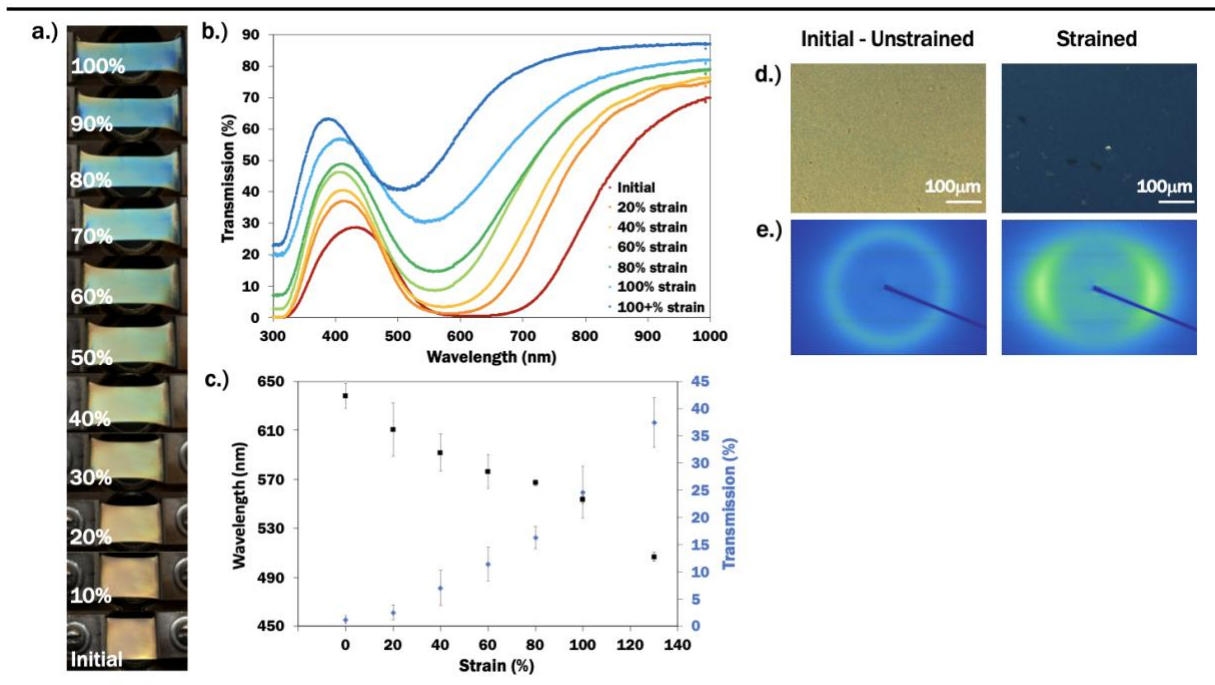 a.)
100%
90%
80%
70%
60%
50%
40%
30%
20%
10%
Initial
b.)
90
80
70
60
50
40
30
20
10
0
Transmission (%)
300 400 500 600 700 800 900 1000
Wavelength (nm)
Initial
20% strain
40% strain
60% strain
80% strain
100% strain
100+% strain
c.)
650
610
570
530
490
450
Wavelength (nm)
45
40
35
30
25
20
15
10
5
0
Transmission (%)
0 20 40 60 80 100 120 140
Strain (%)
Initial - Unstrained
Strained
d.)
100μm
100μm
e.)